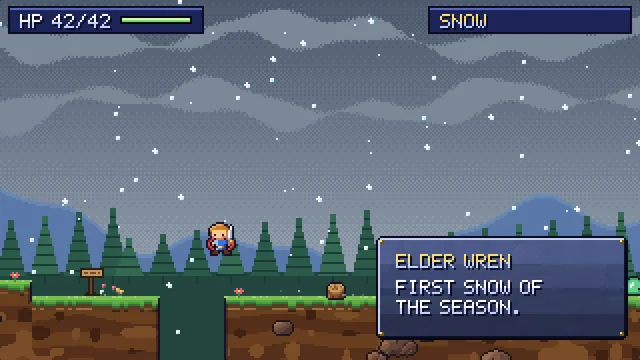 HP 42/42
SNOW
ELDER WREN
FIRST SNOW OF
THE SEASON.